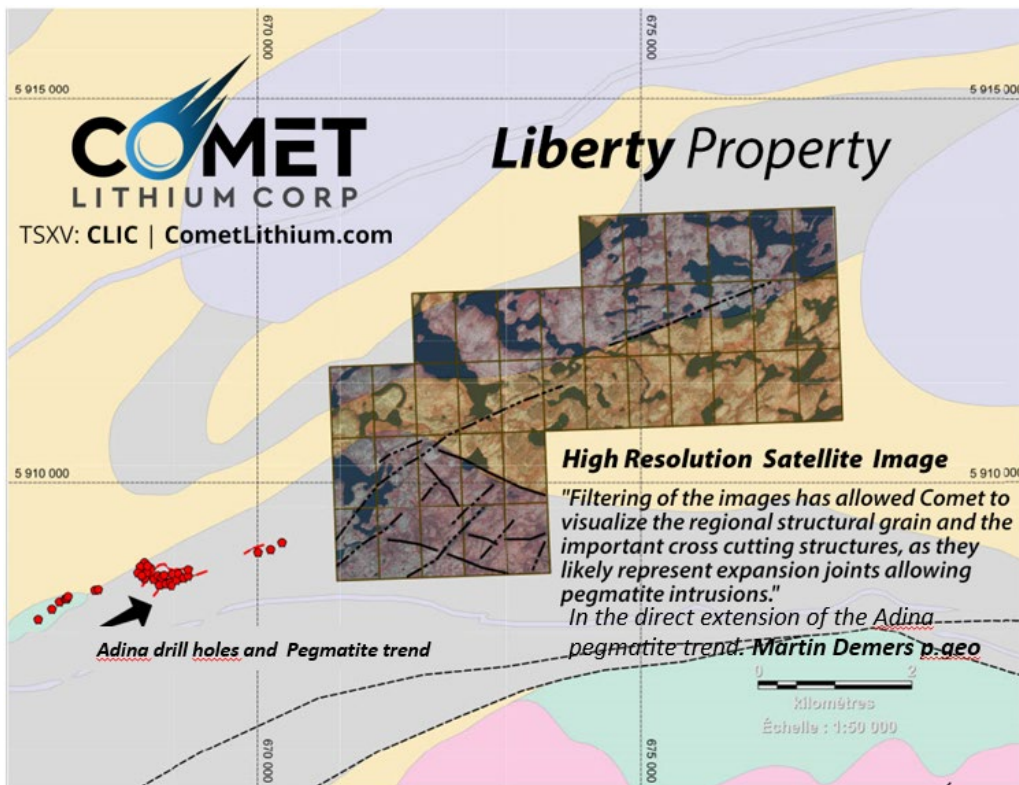 670 000
675 000
5 915 000
5 915 000
COMET
LITHIUM CORP
TSXV: CLIC | CometLithium.com
Liberty Property
5 910 000
5 910 000
High Resolution Satellite Image
"Filtering of the images has allowed Comet to
visualize the regional structural grain and the
important cross cutting structures, as they
likely represent expansion joints allowing
pegmatite intrusions."
In the direct extension of the Adina
pegmatite trend. Martin Demers p.geo
Adina drill holes and Pegmatite trend
0 2
kilomètres
Échelle : 1:50 000
670 000
675 000